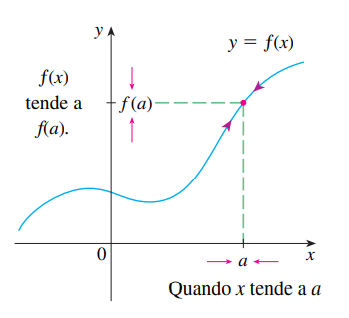 y
y = f(x)
f(x)
tende a
f(a).
f(a)
0
a
x
Quando x tende a a